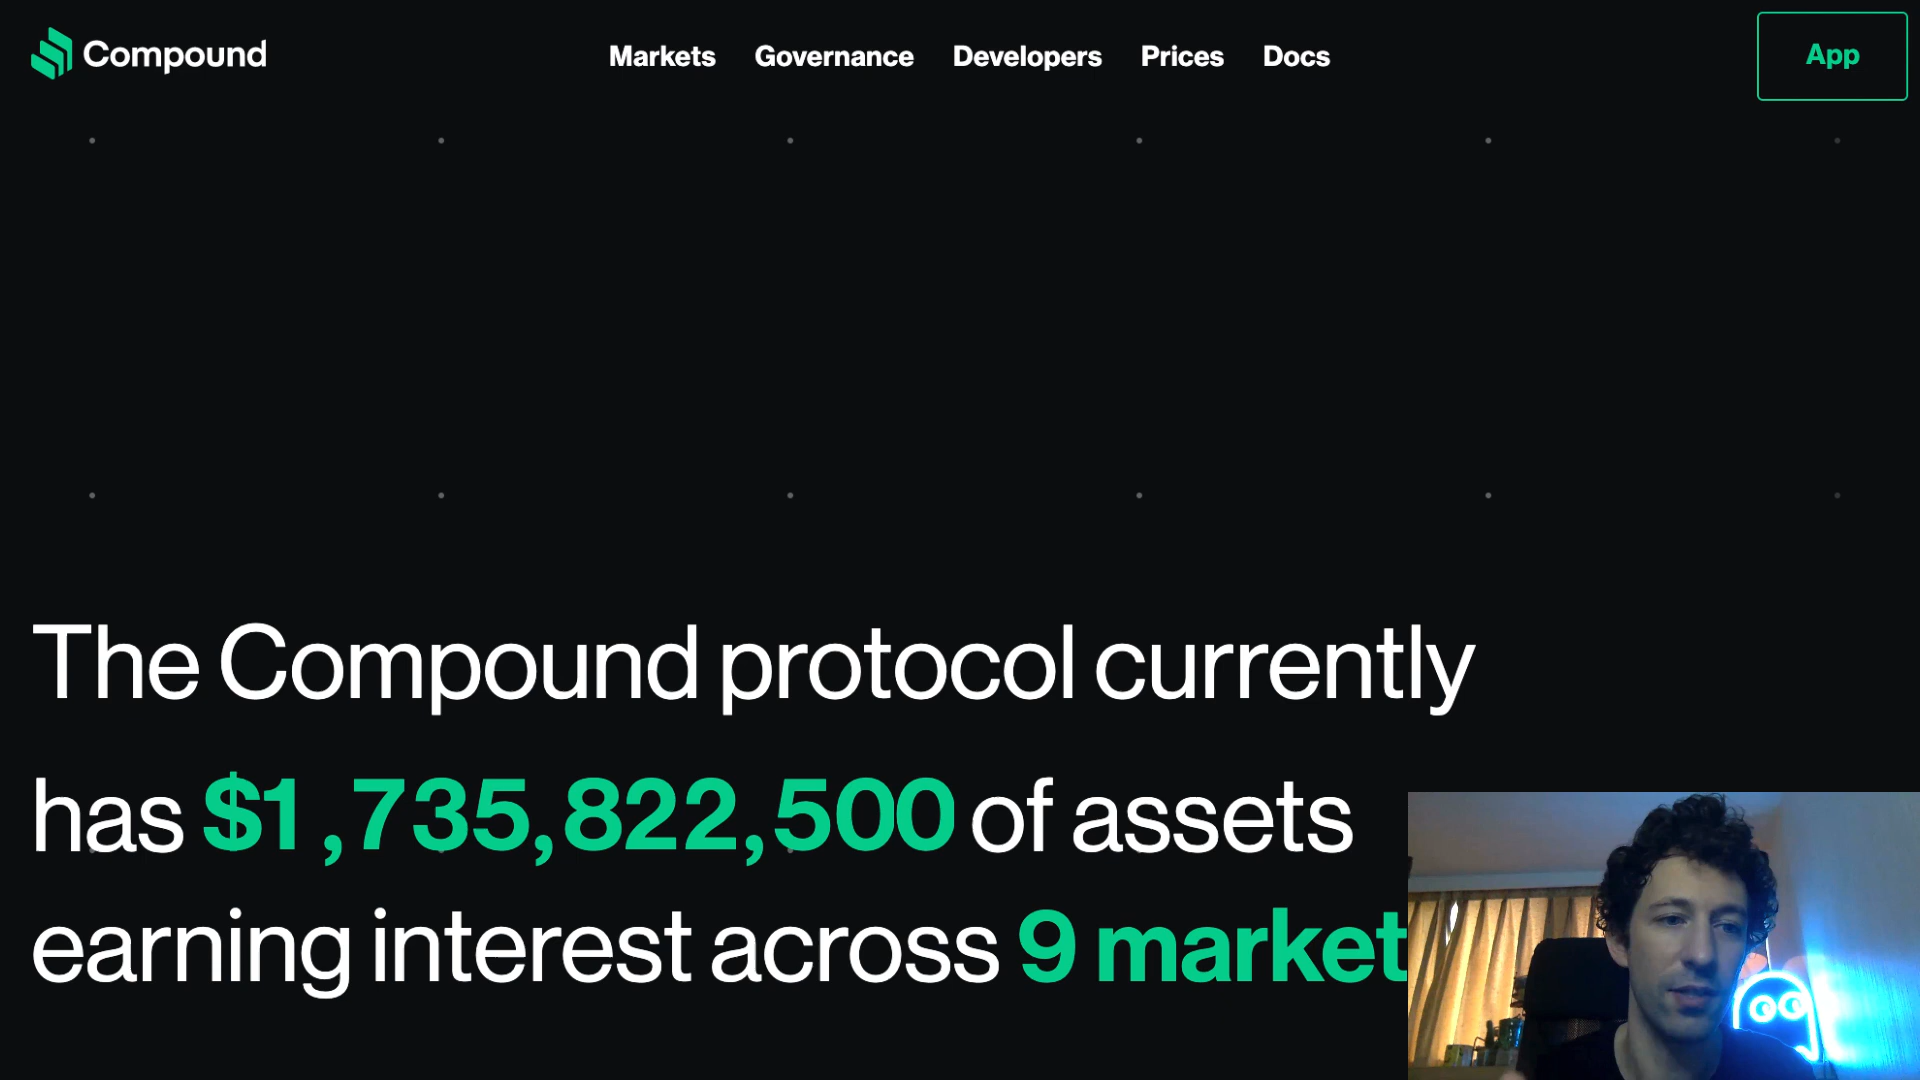 Compound
Markets Governance Developers Prices Docs
App
The Compound protocol currently
has $1,735,822,500 of assets
earning interest across 9 market